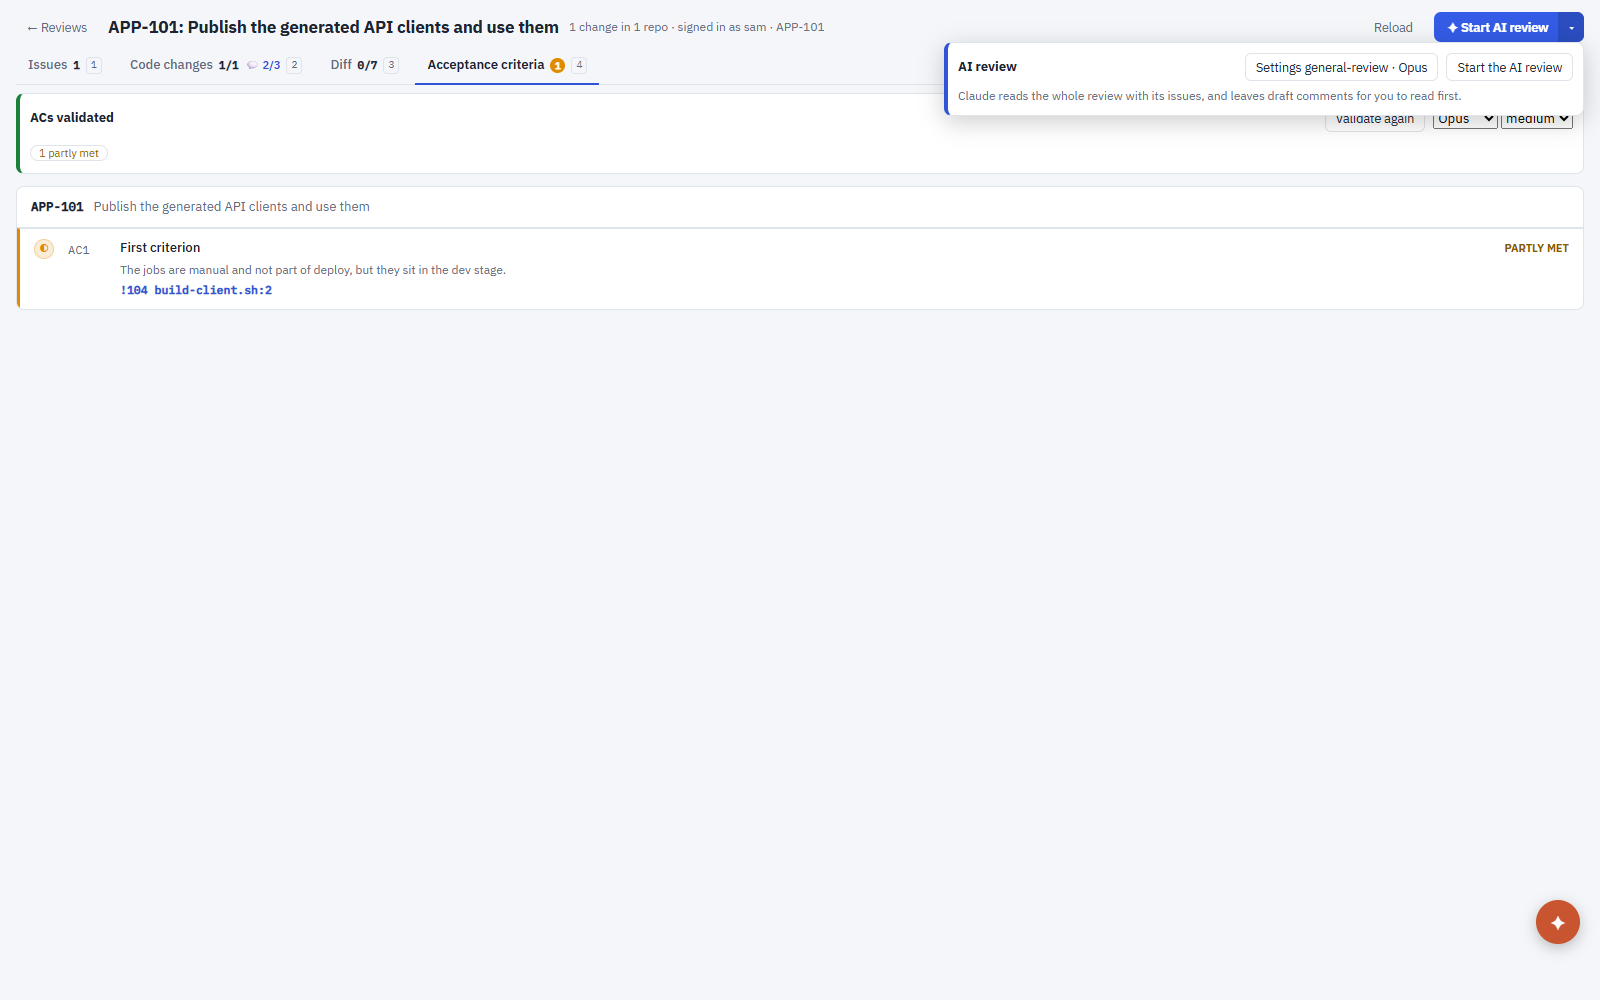 ← Reviews APP-101: Publish the generated API clients and use them 1 change in 1 repo · signed in as sam · APP-101 Reload ✦ Start AI review
Issues 1 1 Code changes 1/1 💬 2/3 2 Diff 0/7 3 Acceptance criteria 1 4
AI review Settings general-review · Opus Start the AI review
Claude reads the whole review with its issues, and leaves draft comments for you to read first.
ACs validated Validate again Opus medium
1 partly met
APP-101 Publish the generated API clients and use them
AC1 First criterion PARTLY MET
The jobs are manual and not part of deploy, but they sit in the dev stage.
!104 build-client.sh:2